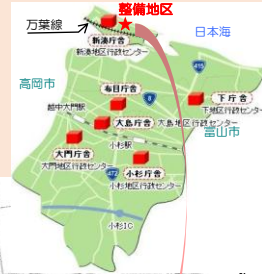 整備地区
万葉線
日本海
新湊庁舎
新湊地区行政センター
415
高岡市
布目庁舎
8
越中大門駅
下庁舎
下地区行政センター
大島庁舎
大島地区行政センター
富山市
小杉駅
大門庁舎
大門地区行政センター
472
小杉庁舎
小杉地区行政センター
小杉IC